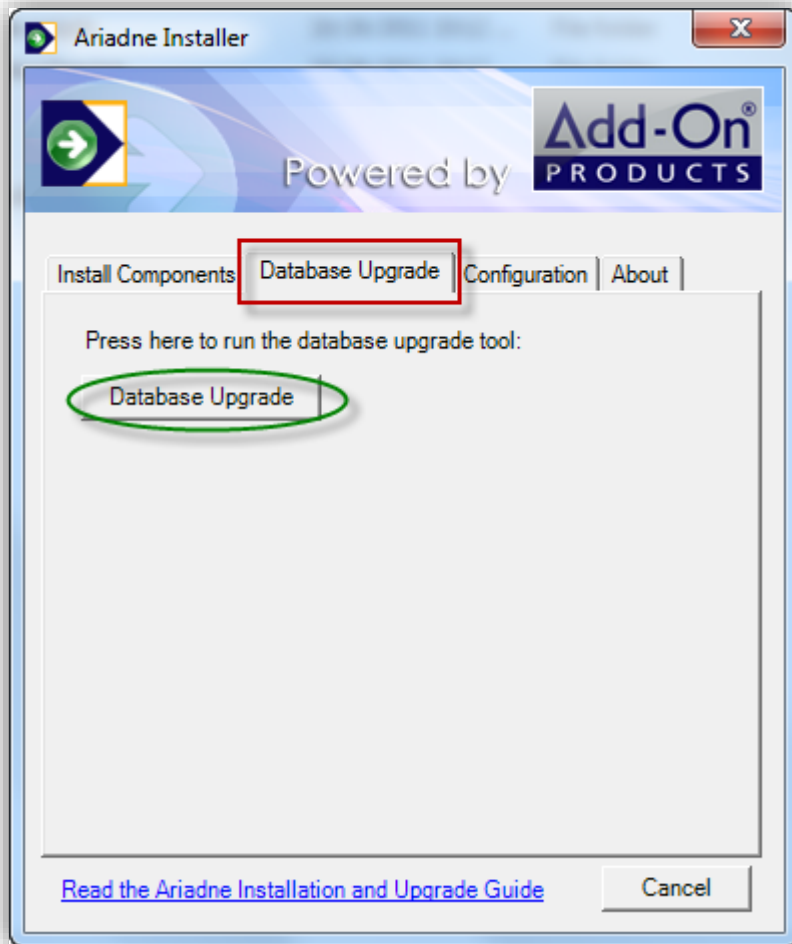 Ariadne Installer
Powered by
Add-On®
PRODUCTS
Install Components Database Upgrade Configuration About
Press here to run the database upgrade tool:
Database Upgrade
Read the Ariadne Installation and Upgrade Guide Cancel